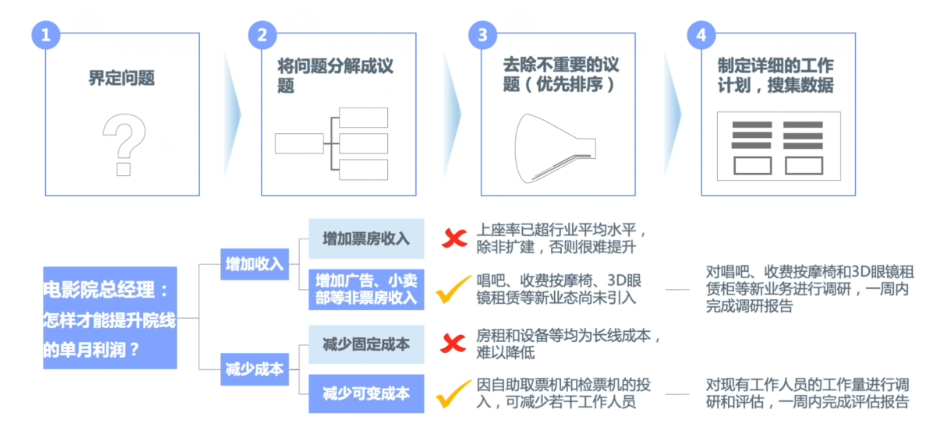 1
界定问题
2
将问题分解成议
题
3
去除不重要的议
题（优先排序）
4
制定详细的工作
计划，搜集数据
电影院总经理：
怎样才能提升院线
的单月利润？
增加收入
增加票房收入
上座率已超行业平均水平，
除非扩建，否则很难提升
增加广告、小卖
部等非票房收入
唱吧、收费按摩椅、3D眼
镜租赁等新业态尚未引入
对唱吧、收费按摩椅和3D眼镜租
赁柜等新业务进行调研，一周内
完成调研报告
减少成本
减少固定成本
房租和设备等均为长线成本，
难以降低
减少可变成本
因自助取票机和检票机的投
入，可减少若干工作人员
对现有工作人员的工作量进行调
研和评估，一周内完成评估报告